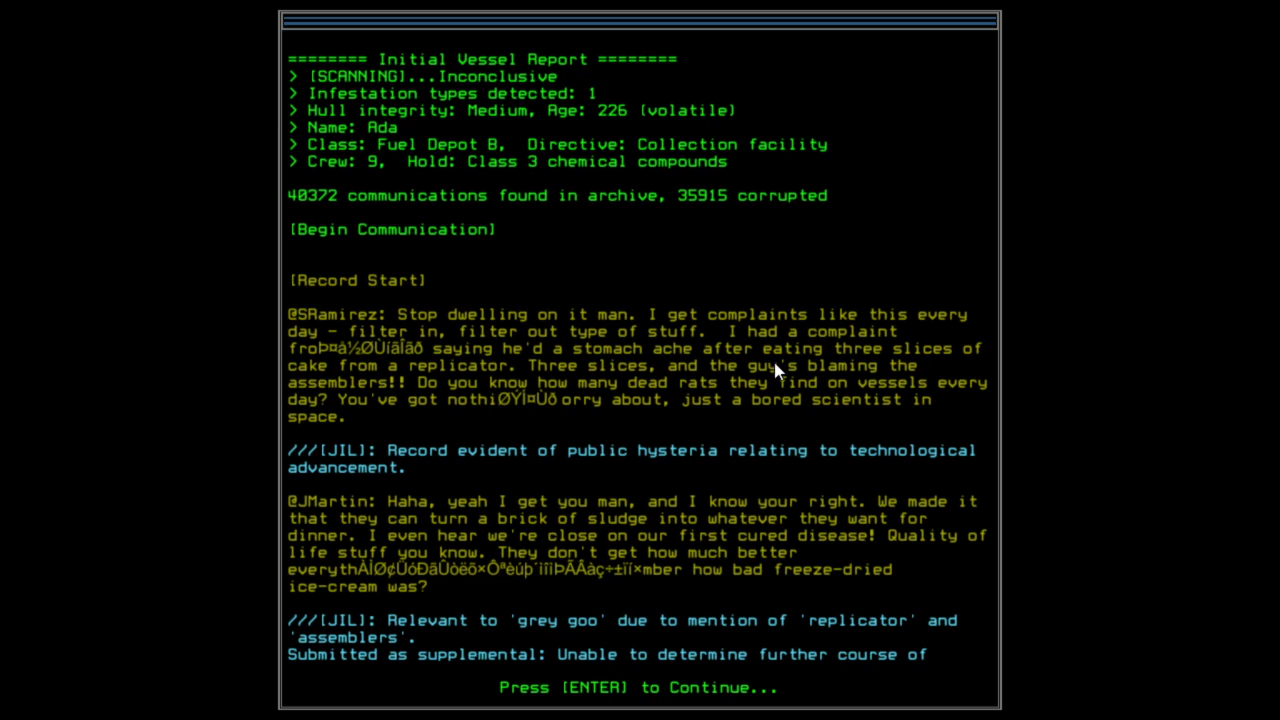 ======== Initial Vessel Report ========
> [SCANNING]...Inconclusive
> Infestation types detected: 1
> Hull integrity: Medium, Age: 226 (volatile)
> Name: Ada
> Class: Fuel Depot B,  Directive: Collection facility
> Crew: 9,  Hold: Class 3 chemical compounds
40372 communications found in archive, 35915 corrupted
[Begin Communication]
[Record Start]
@SRamirez: Stop dwelling on it man. I get complaints like this every
day - filter in, filter out type of stuff.  I had a complaint
froÞ¤á½ØÙíãÎãð saying he'd a stomach ache after eating three slices of
cake from a replicator. Three slices, and the guy's blaming the
assemblers!! Do you know how many dead rats they find on vessels every
day? You've got nothiØÝÏ¤Ùð orry about, just a bored scientist in
space.
///[JIL]: Record evident of public hysteria relating to technological
advancement.
@JMartin: Haha, yeah I get you man, and I know your right. We made it
that they can turn a brick of sludge into whatever they want for
dinner. I even hear we're close on our first cured disease! Quality of
life stuff you know. They don't get how much better
everythÀÍØ¢ÛóÐãÛòëõ×Ôªèúþ´ìîiÞÃÂàç÷±ïí×mber how bad freeze-dried
ice-cream was?
///[JIL]: Relevant to 'grey goo' due to mention of 'replicator' and
'assemblers'.
Submitted as supplemental: Unable to determine further course of
Press [ENTER] to Continue...